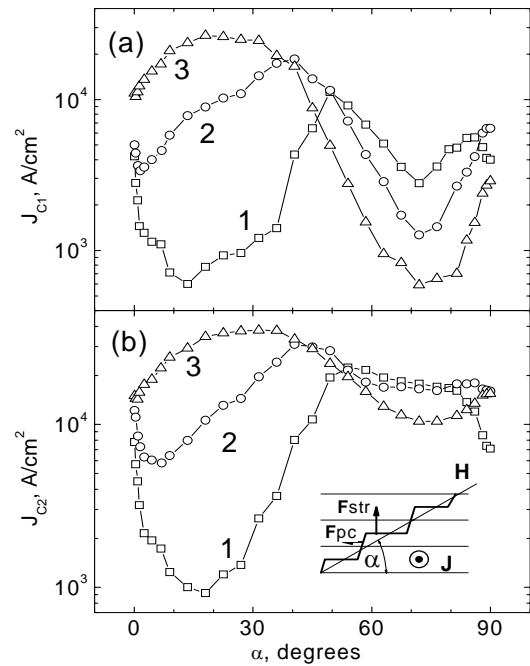 (a)
3
2
1
10^4
10^3
J_C1, A/cm^2
(b)
3
2
1
10^4
10^3
J_C2, A/cm^2
H
Fstr
Fpc
α
J
0
30
60
90
α, degrees